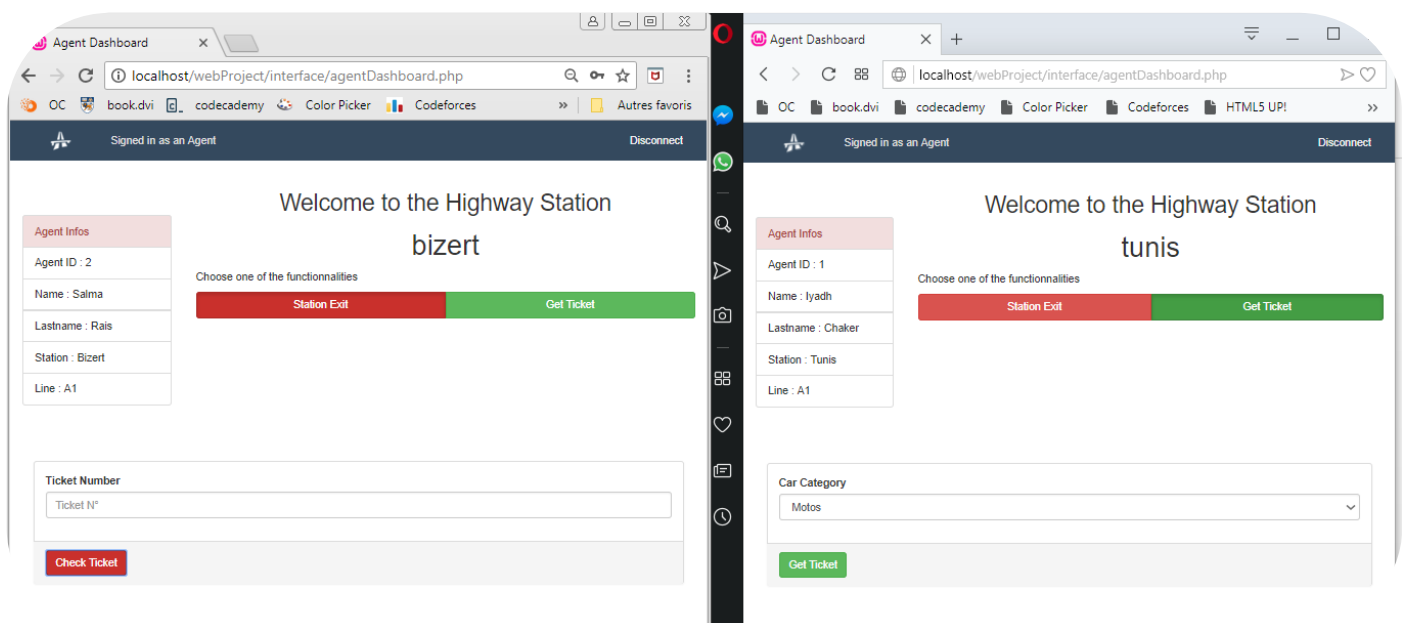 Agent Dashboard
localhost/webProject/interface/agentDashboard.php
OC book.dvi codecademy Color Picker Codeforces » Autres favoris
Signed in as an Agent Disconnect
Welcome to the Highway Station
bizert
Agent Infos
Agent ID : 2
Name : Salma
Lastname : Rais
Station : Bizert
Line : A1
Choose one of the functionnalities
Station Exit Get Ticket
Ticket Number
Ticket N°
Check Ticket
Agent Dashboard
localhost/webProject/interface/agentDashboard.php
OC book.dvi codecademy Color Picker Codeforces HTML5 UP! »
Signed in as an Agent Disconnect
Welcome to the Highway Station
tunis
Agent Infos
Agent ID : 1
Name : Iyadh
Lastname : Chaker
Station : Tunis
Line : A1
Choose one of the functionnalities
Station Exit Get Ticket
Car Category
Motos
Get Ticket